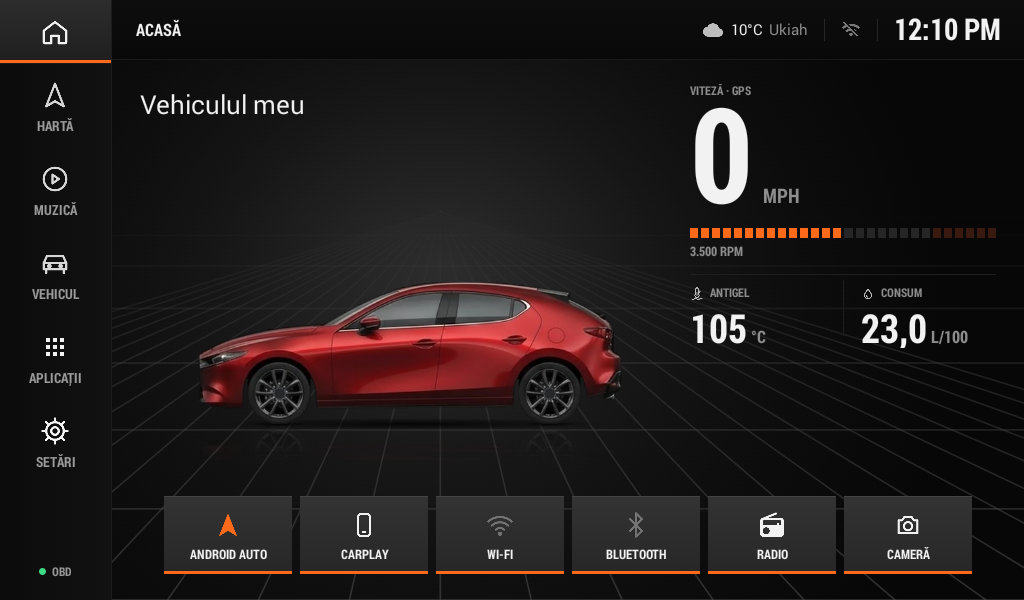 ACASĂ
10°C Ukiah
12:10 PM
HARTĂ
MUZICĂ
VEHICUL
APLICAȚII
SETĂRI
OBD
Vehiculul meu
VITEZĂ · GPS
0 MPH
3.500 RPM
ANTIGEL
105 °C
CONSUM
23,0 L/100
ANDROID AUTO
CARPLAY
WI-FI
BLUETOOTH
RADIO
CAMERĂ